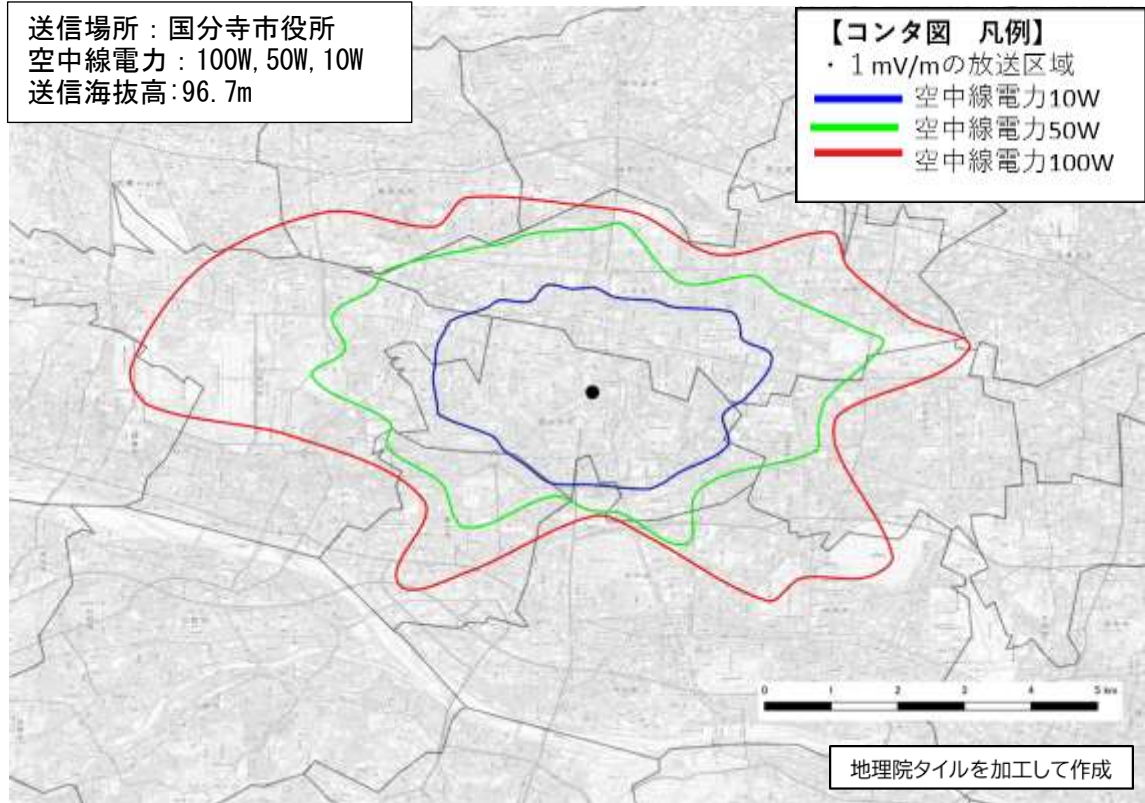 送信場所：国分寺市役所
空中線電力：100W,50W,10W
送信海抜高:96.7m
【コンタ図　凡例】
・１mV/mの放送区域
空中線電力10W
空中線電力50W
空中線電力100W
0 1 2 3 4 5 km
地理院タイルを加工して作成